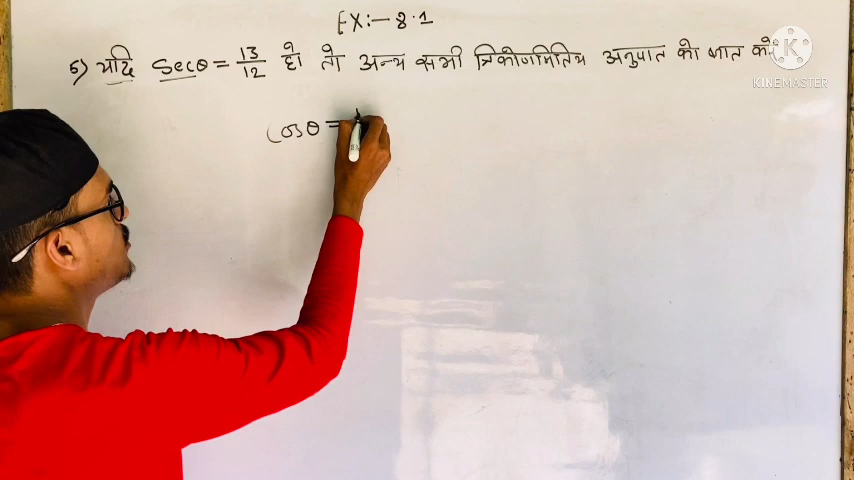 EX:- 8.1
5) यदि secθ = 13/12 हो तो अन्य सभी त्रिकोणमितिय अनुपात को ज्ञात करें
cosθ =
KINEMASTER